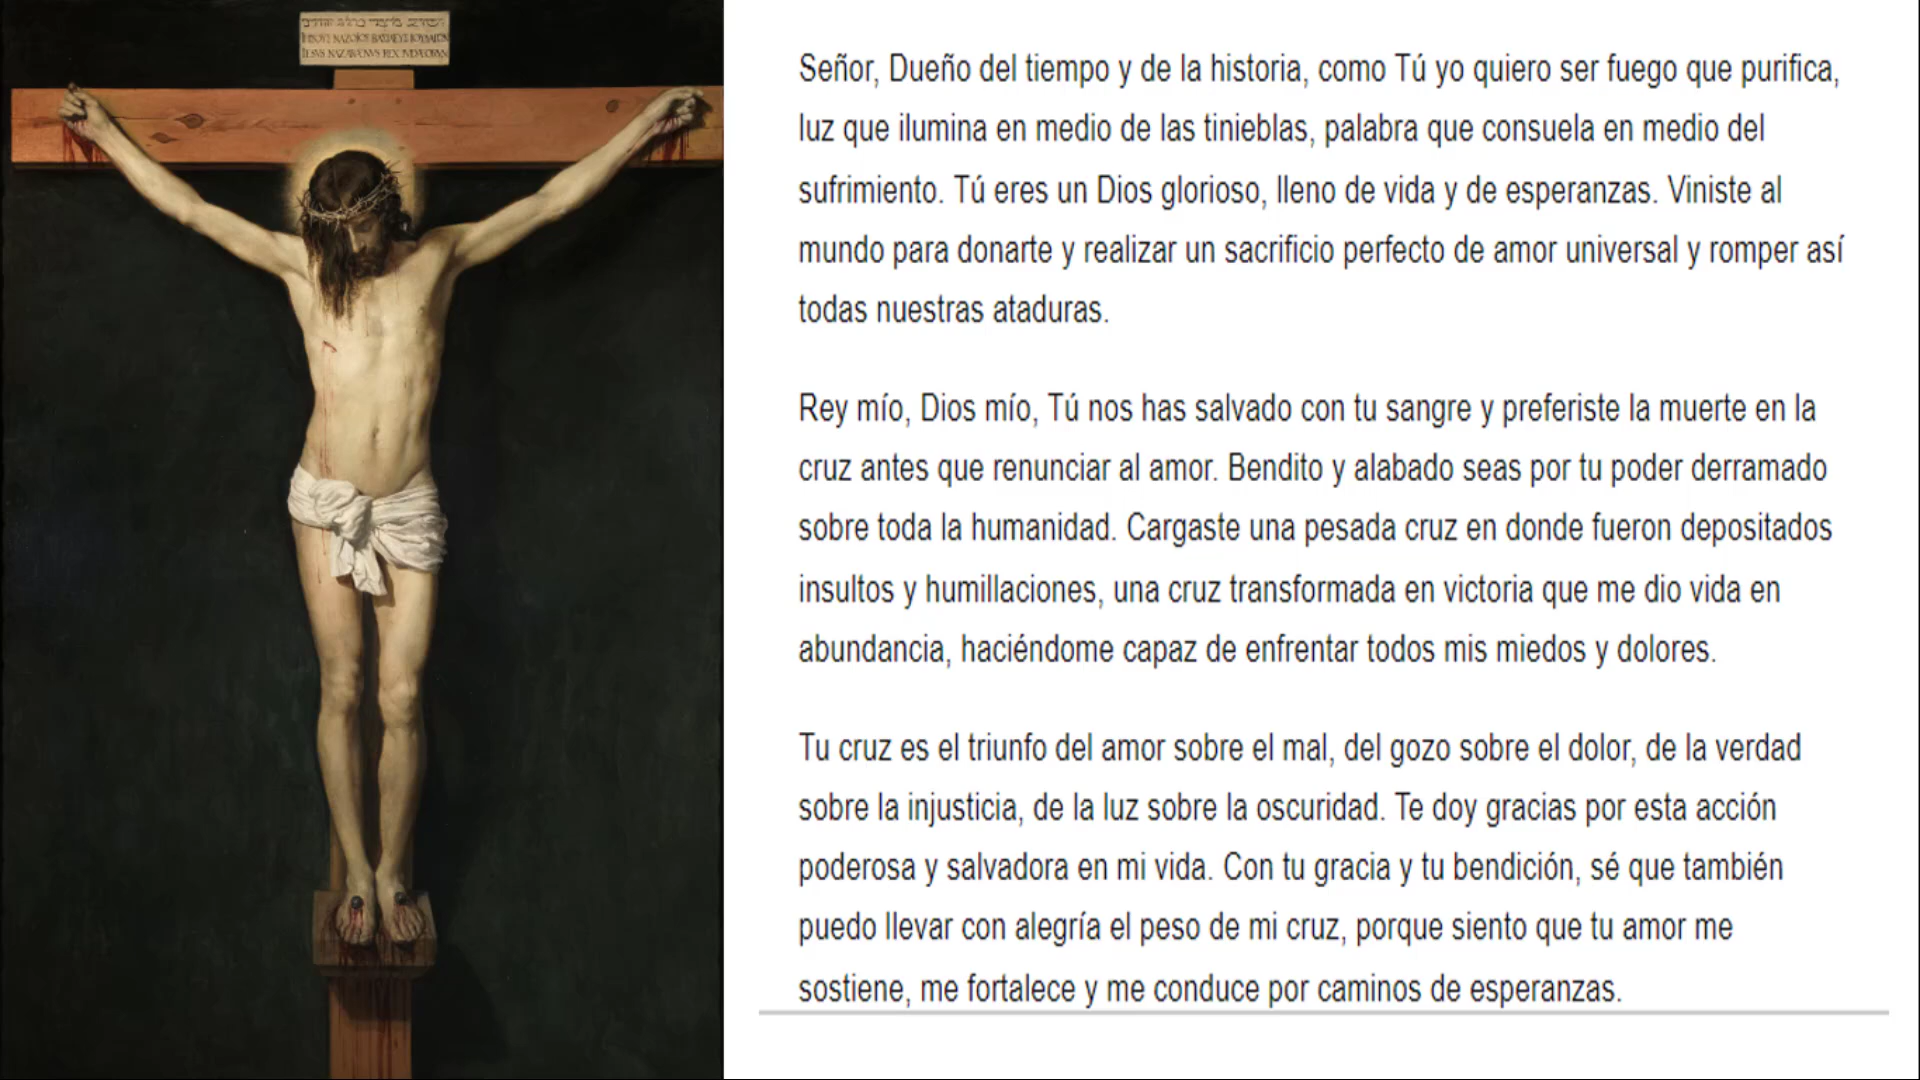 JESVS NAZARENVS REX IVDÆORVM
Señor, Dueño del tiempo y de la historia, como Tú yo quiero ser fuego que purifica,
luz que ilumina en medio de las tinieblas, palabra que consuela en medio del
sufrimiento. Tú eres un Dios glorioso, lleno de vida y de esperanzas. Viniste al
mundo para donarte y realizar un sacrificio perfecto de amor universal y romper así
todas nuestras ataduras.
Rey mío, Dios mío, Tú nos has salvado con tu sangre y preferiste la muerte en la
cruz antes que renunciar al amor. Bendito y alabado seas por tu poder derramado
sobre toda la humanidad. Cargaste una pesada cruz en donde fueron depositados
insultos y humillaciones, una cruz transformada en victoria que me dio vida en
abundancia, haciéndome capaz de enfrentar todos mis miedos y dolores.
Tu cruz es el triunfo del amor sobre el mal, del gozo sobre el dolor, de la verdad
sobre la injusticia, de la luz sobre la oscuridad. Te doy gracias por esta acción
poderosa y salvadora en mi vida. Con tu gracia y tu bendición, sé que también
puedo llevar con alegría el peso de mi cruz, porque siento que tu amor me
sostiene, me fortalece y me conduce por caminos de esperanzas.